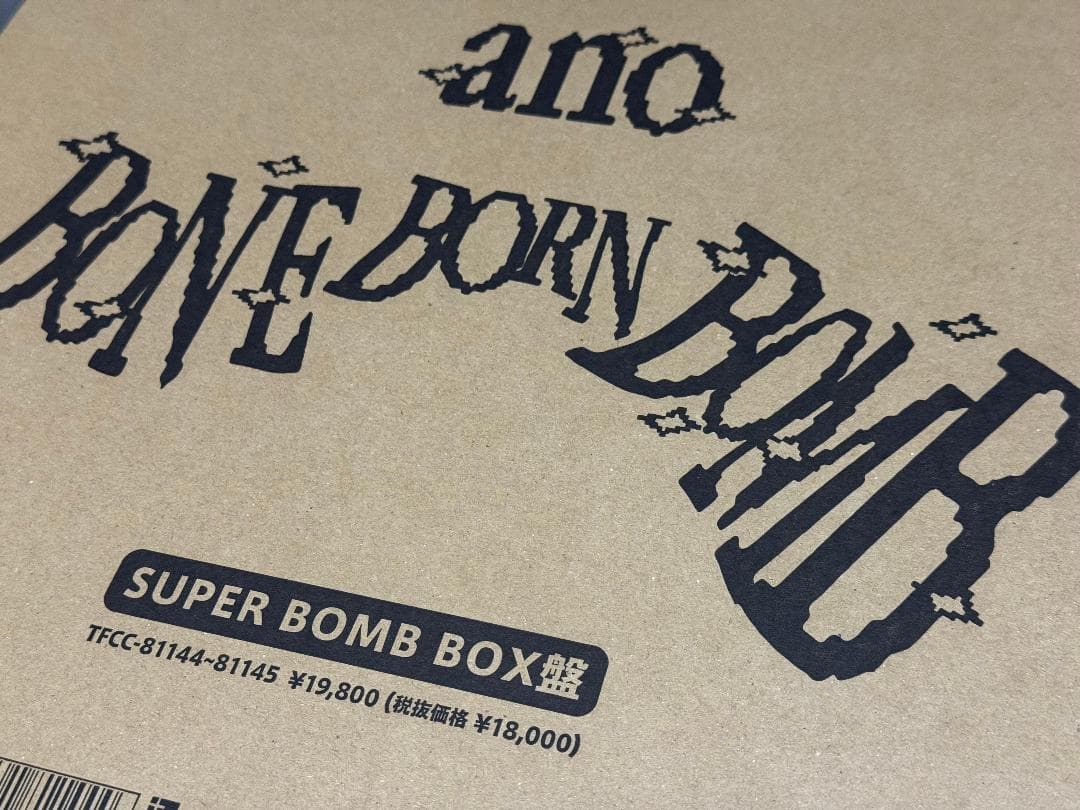 ano
BONE BORN BOMB
SUPER BOMB BOX盤
TFCC-81144~81145 ¥19,800 (税抜価格 ¥18,000)